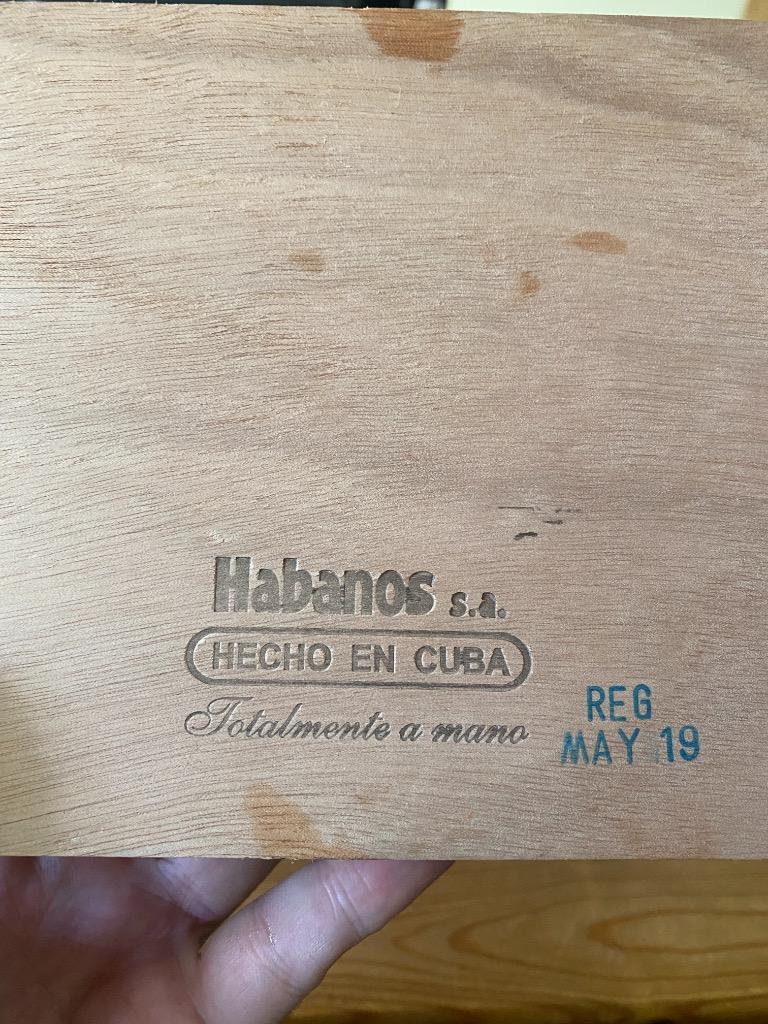 Habanos s.a.
HECHO EN CUBA
Totalmente a mano
REG
MAY 19